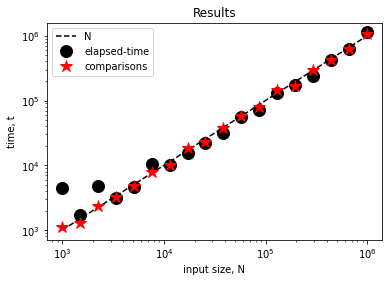 Results
N
elapsed-time
comparisons
time, t
10⁶
10⁵
10⁴
10³
10³
10⁴
10⁵
10⁶
input size, N